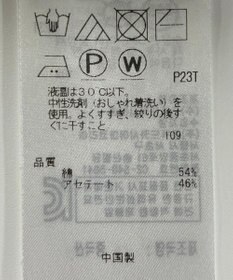 P
W
P23T
液温は30℃以下。
中性洗剤(おしゃれ着洗い)を
使用。よくすすぎ、絞りの後す
ぐに干すこと
109
品質
綿 54%
アセテート 46%
中国製